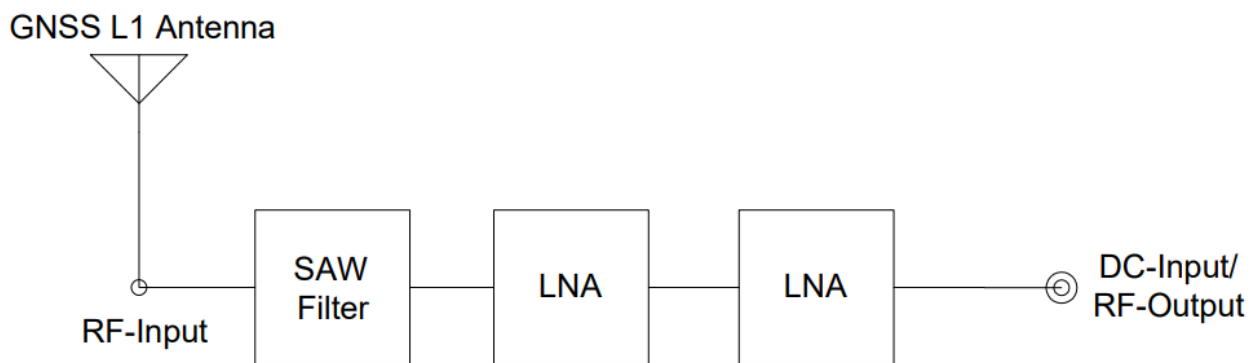 GNSS L1 Antenna
RF-Input
SAW
Filter
LNA
LNA
DC-Input/
RF-Output